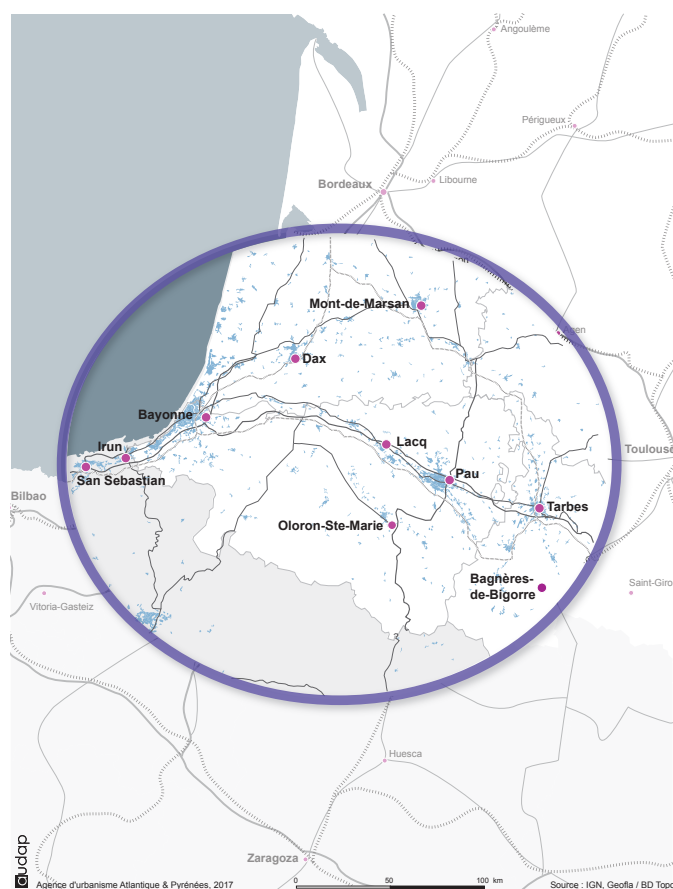 Angoulême
Périgueux
Libourne
Bordeaux
Mont-de-Marsan
Agen
Dax
Bayonne
Irun
Lacq
Toulouse
San Sebastian
Pau
Bilbao
Tarbes
Oloron-Ste-Marie
Bagnères-
de-Bigorre
Saint-Giro
Vitoria-Gasteiz
Huesca
Zaragoza
audap
Agence d'urbanisme Atlantique & Pyrénées, 2017
0 50 100 km
Source : IGN, Geofla / BD Topo